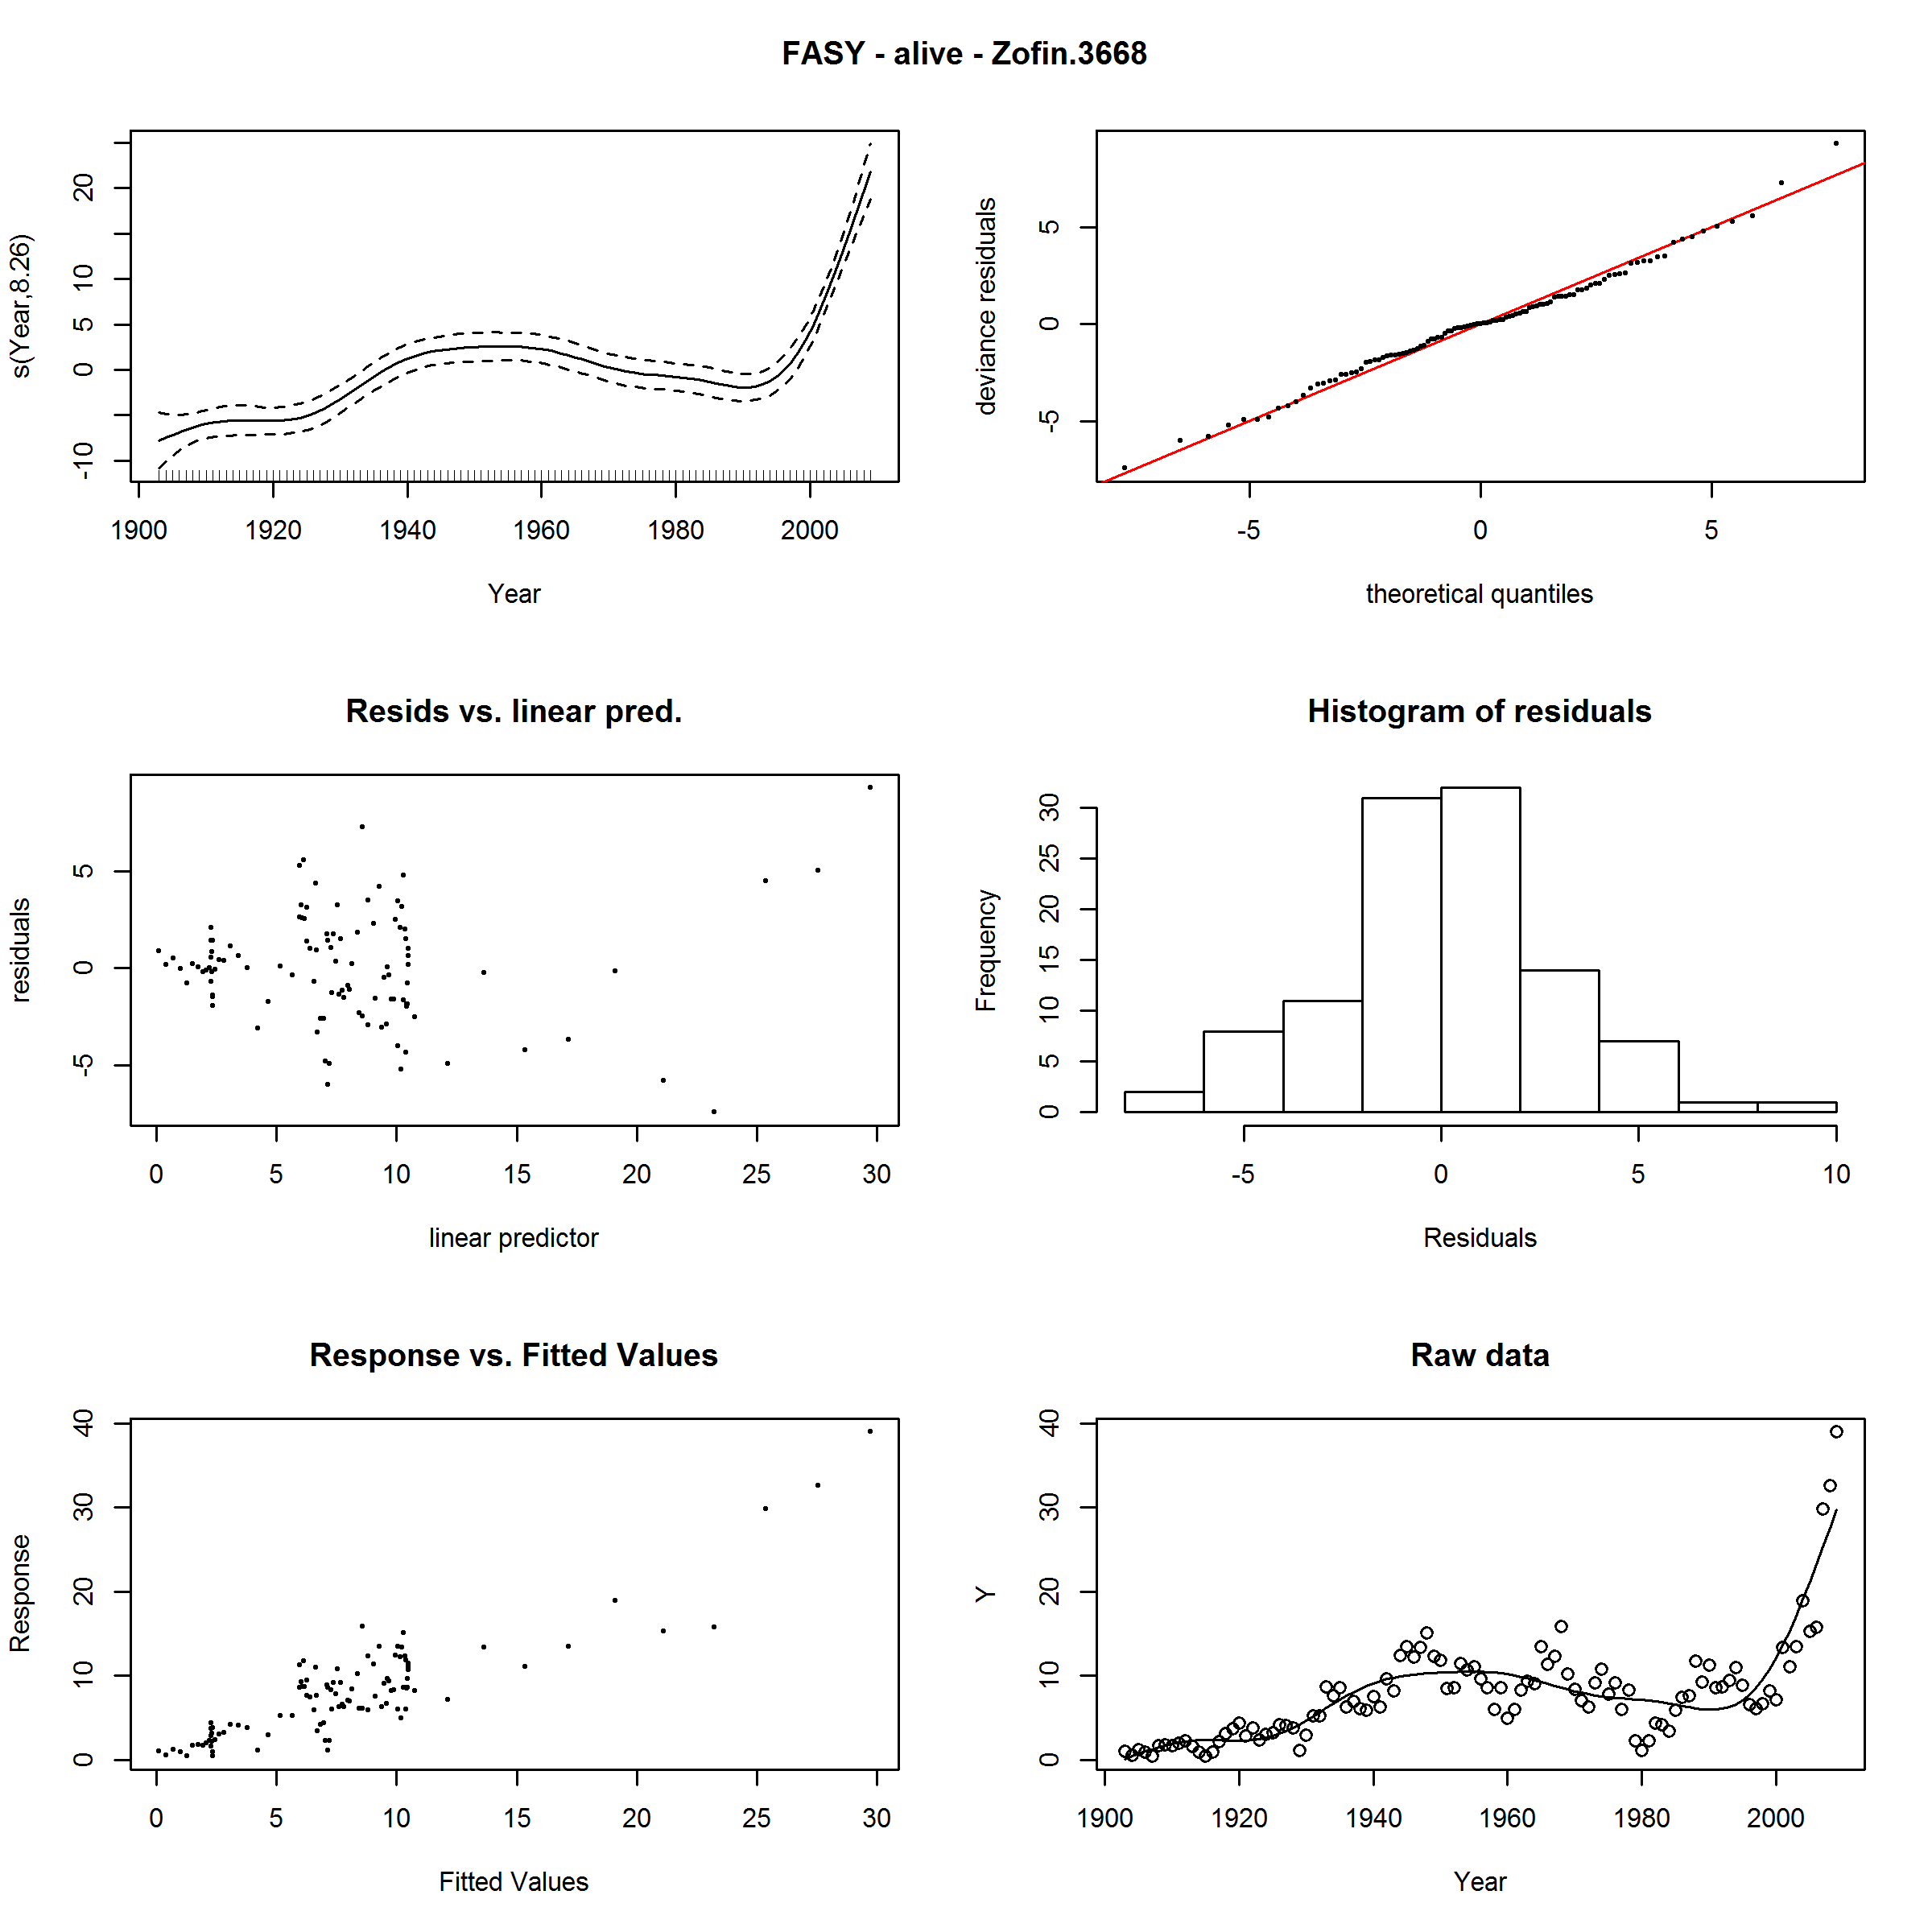 FASY - alive - Zofin.3668
s(Year,8.26)
-10 0 5 10 20
1900 1920 1940 1960 1980 2000
Year
deviance residuals
-5 0 5
-5 0 5
theoretical quantiles
Resids vs. linear pred.
residuals
-5 0 5
0 5 10 15 20 25 30
linear predictor
Histogram of residuals
Frequency
0 5 10 15 20 25 30
-5 0 5 10
Residuals
Response vs. Fitted Values
Response
0 10 20 30 40
0 5 10 15 20 25 30
Fitted Values
Raw data
Y
0 10 20 30 40
1900 1920 1940 1960 1980 2000
Year